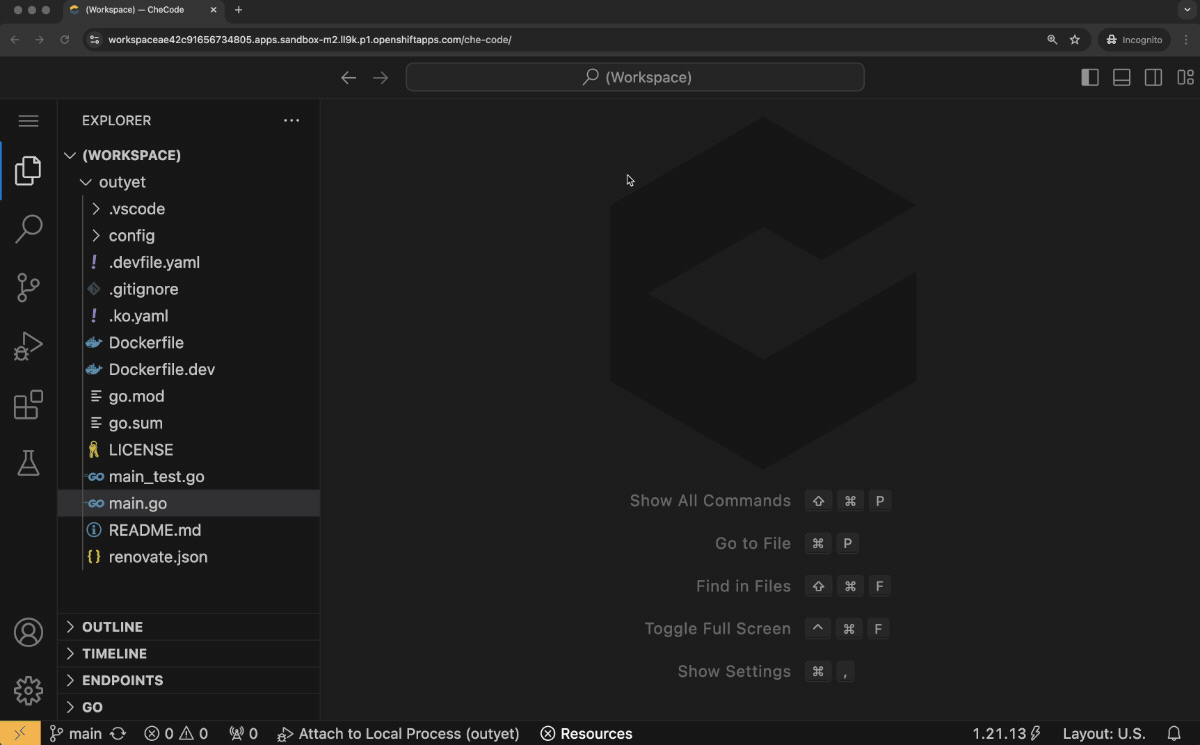 (Workspace) — CheCode
workspaceae42c91656734805.apps.sandbox-m2.ll9k.p1.openshiftapps.com/che-code/
Incognito
(Workspace)
EXPLORER
(WORKSPACE)
outyet
.vscode
config
! .devfile.yaml
.gitignore
! .ko.yaml
Dockerfile
Dockerfile.dev
go.mod
go.sum
LICENSE
GO main_test.go
GO main.go
README.md
{} renovate.json
OUTLINE
TIMELINE
ENDPOINTS
GO
Show All Commands ⇧ ⌘ P
Go to File ⌘ P
Find in Files ⇧ ⌘ F
Toggle Full Screen ^ ⌘ F
Show Settings ⌘ ,
main 0 0 0 Attach to Local Process (outyet) Resources 1.21.13 Layout: U.S.